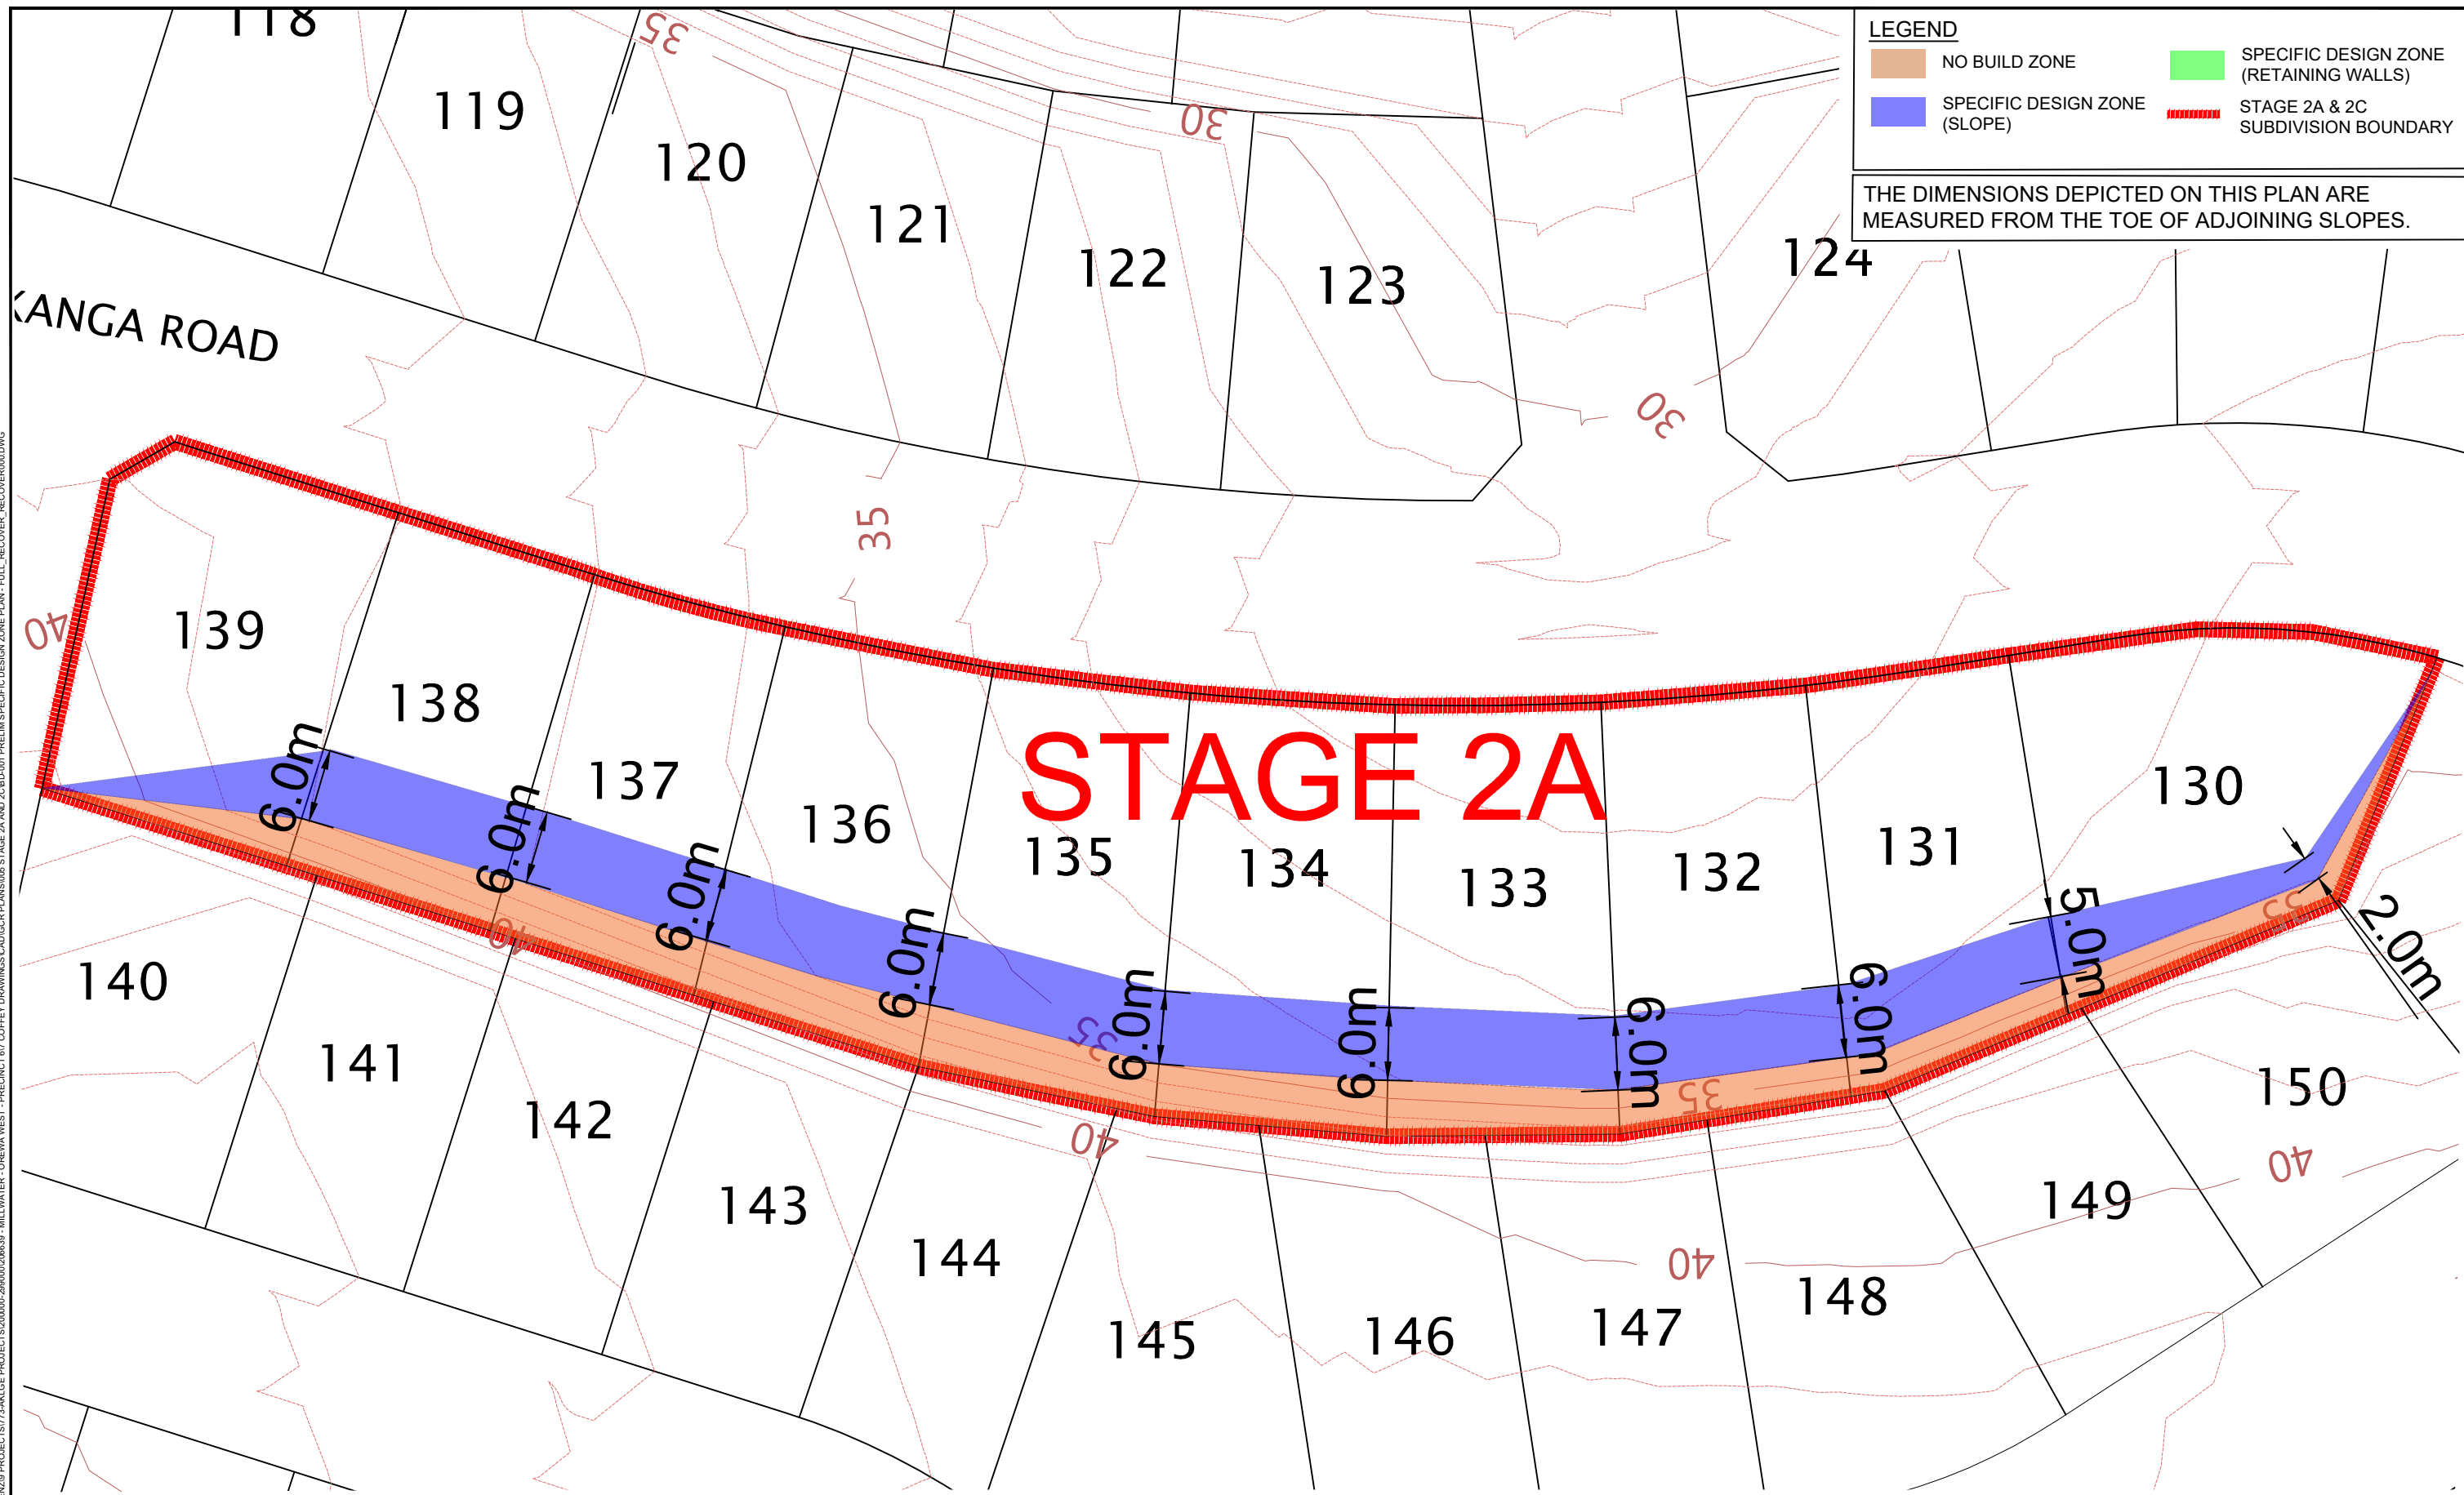 LEGEND
NO BUILD ZONE
SPECIFIC DESIGN ZONE
(RETAINING WALLS)
SPECIFIC DESIGN ZONE
(SLOPE)
STAGE 2A & 2C
SUBDIVISION BOUNDARY
THE DIMENSIONS DEPICTED ON THIS PLAN ARE
MEASURED FROM THE TOE OF ADJOINING SLOPES.
118
35
119
120
30
121
122
123
124
KANGA ROAD
30
35
40
139
138
137
136
STAGE 2A
135
134
133
132
131
130
6.0m
6.0m
6.0m
6.0m
6.0m
6.0m
6.0m
6.0m
5.0m
2.0m
40
35
35
35
140
141
142
143
144
40
145
146
147
148
149
150
40
40